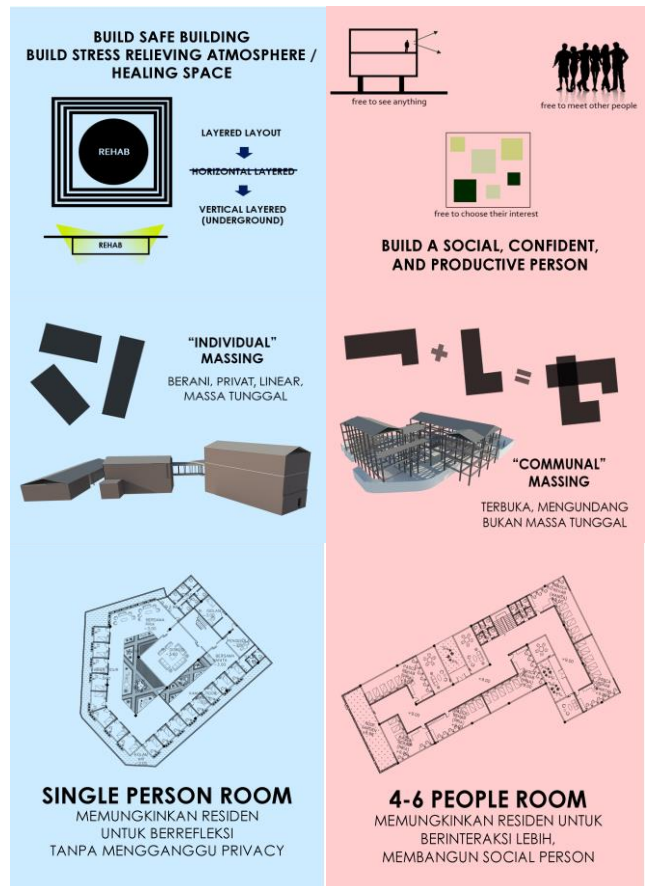 BUILD SAFE BUILDING
BUILD STRESS RELIEVING ATMOSPHERE /
HEALING SPACE
REHAB
LAYERED LAYOUT
HORIZONTAL LAYERED
VERTICAL LAYERED
(UNDERGROUND)
REHAB
"INDIVIDUAL"
MASSING
BERANI, PRIVAT, LINEAR,
MASSA TUNGGAL
SINGLE PERSON ROOM
MEMUNGKINKAN RESIDEN
UNTUK BERREFLEKSI
TANPA MENGGANGU PRIVACY
free to see anything
free to meet other people
free to choose their interest
BUILD A SOCIAL, CONFIDENT,
AND PRODUCTIVE PERSON
"COMMUNAL"
MASSING
TERBUKA, MENGUNDANG
BUKAN MASSA TUNGGAL
4-6 PEOPLE ROOM
MEMUNGKINKAN RESIDEN UNTUK
BERINTERAKSI LEBIH,
MEMBANGUN SOCIAL PERSON